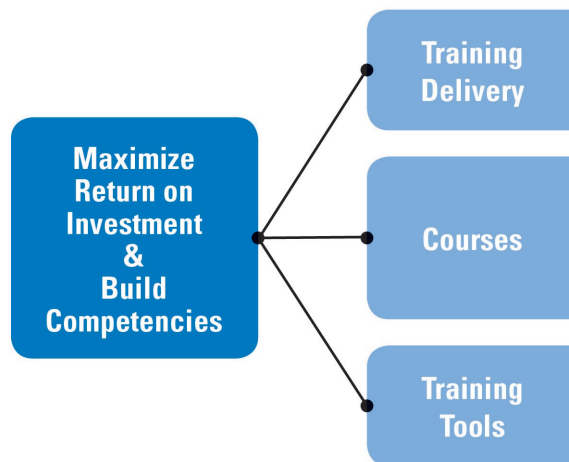 Maximize
Return on
Investment
&
Build
Competencies
Training
Delivery
Courses
Training
Tools